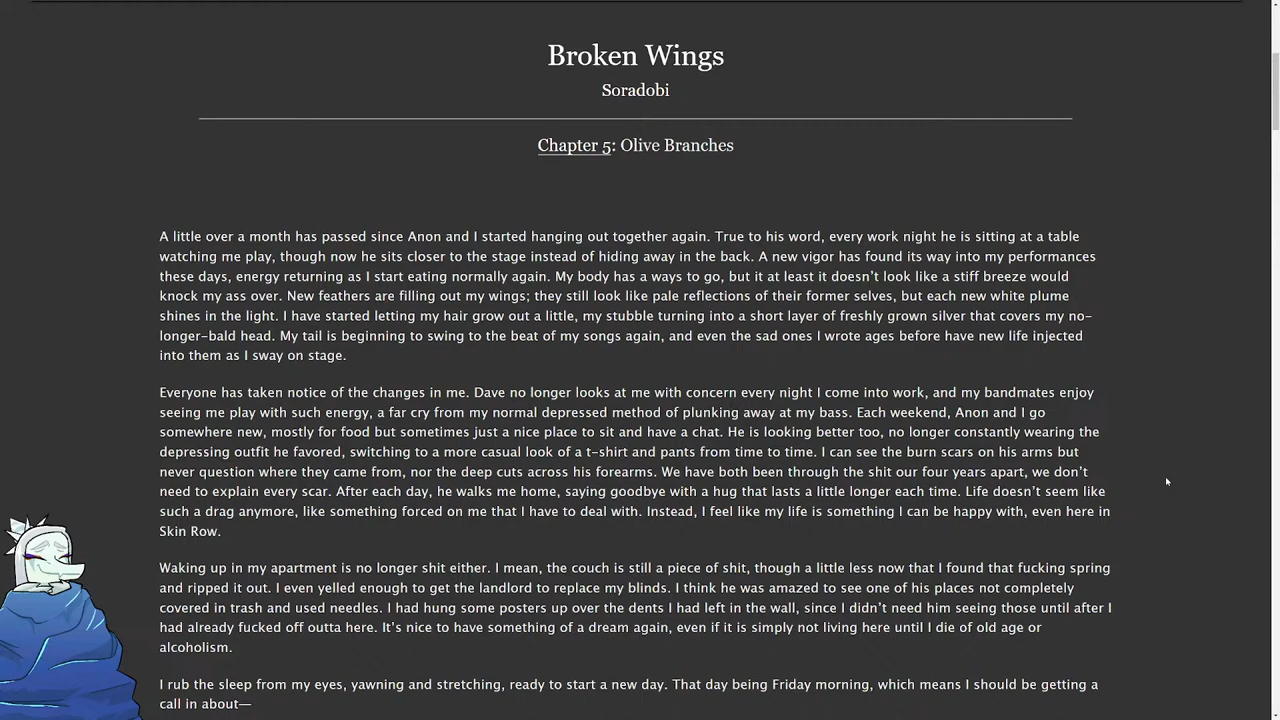 Broken Wings
Soradobi
Chapter 5: Olive Branches
A little over a month has passed since Anon and I started hanging out together again. True to his word, every work night he is sitting at a table
watching me play, though now he sits closer to the stage instead of hiding away in the back. A new vigor has found its way into my performances
these days, energy returning as I start eating normally again. My body has a ways to go, but it at least it doesn’t look like a stiff breeze would
knock my ass over. New feathers are filling out my wings; they still look like pale reflections of their former selves, but each new white plume
shines in the light. I have started letting my hair grow out a little, my stubble turning into a short layer of freshly grown silver that covers my no-
longer-bald head. My tail is beginning to swing to the beat of my songs again, and even the sad ones I wrote ages before have new life injected
into them as I sway on stage.
Everyone has taken notice of the changes in me. Dave no longer looks at me with concern every night I come into work, and my bandmates enjoy
seeing me play with such energy, a far cry from my normal depressed method of plunking away at my bass. Each weekend, Anon and I go
somewhere new, mostly for food but sometimes just a nice place to sit and have a chat. He is looking better too, no longer constantly wearing the
depressing outfit he favored, switching to a more casual look of a t-shirt and pants from time to time. I can see the burn scars on his arms but
never question where they came from, nor the deep cuts across his forearms. We have both been through the shit our four years apart, we don’t
need to explain every scar. After each day, he walks me home, saying goodbye with a hug that lasts a little longer each time. Life doesn’t seem like
such a drag anymore, like something forced on me that I have to deal with. Instead, I feel like my life is something I can be happy with, even here in
Skin Row.
Waking up in my apartment is no longer shit either. I mean, the couch is still a piece of shit, though a little less now that I found that fucking spring
and ripped it out. I even yelled enough to get the landlord to replace my blinds. I think he was amazed to see one of his places not completely
covered in trash and used needles. I had hung some posters up over the dents I had left in the wall, since I didn’t need him seeing those until after I
had already fucked off outta here. It’s nice to have something of a dream again, even if it is simply not living here until I die of old age or
alcoholism.
I rub the sleep from my eyes, yawning and stretching, ready to start a new day. That day being Friday morning, which means I should be getting a
call in about—